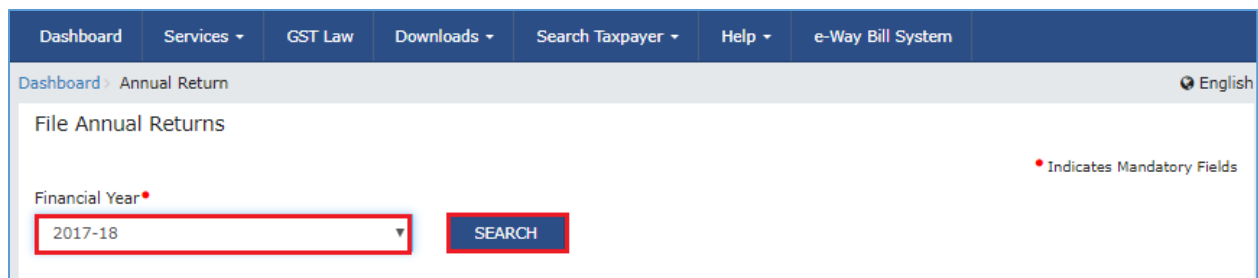 Dashboard Services GST Law Downloads Search Taxpayer Help e-Way Bill System
Dashboard › Annual Return English
File Annual Returns
• Indicates Mandatory Fields
Financial Year•
2017-18 SEARCH